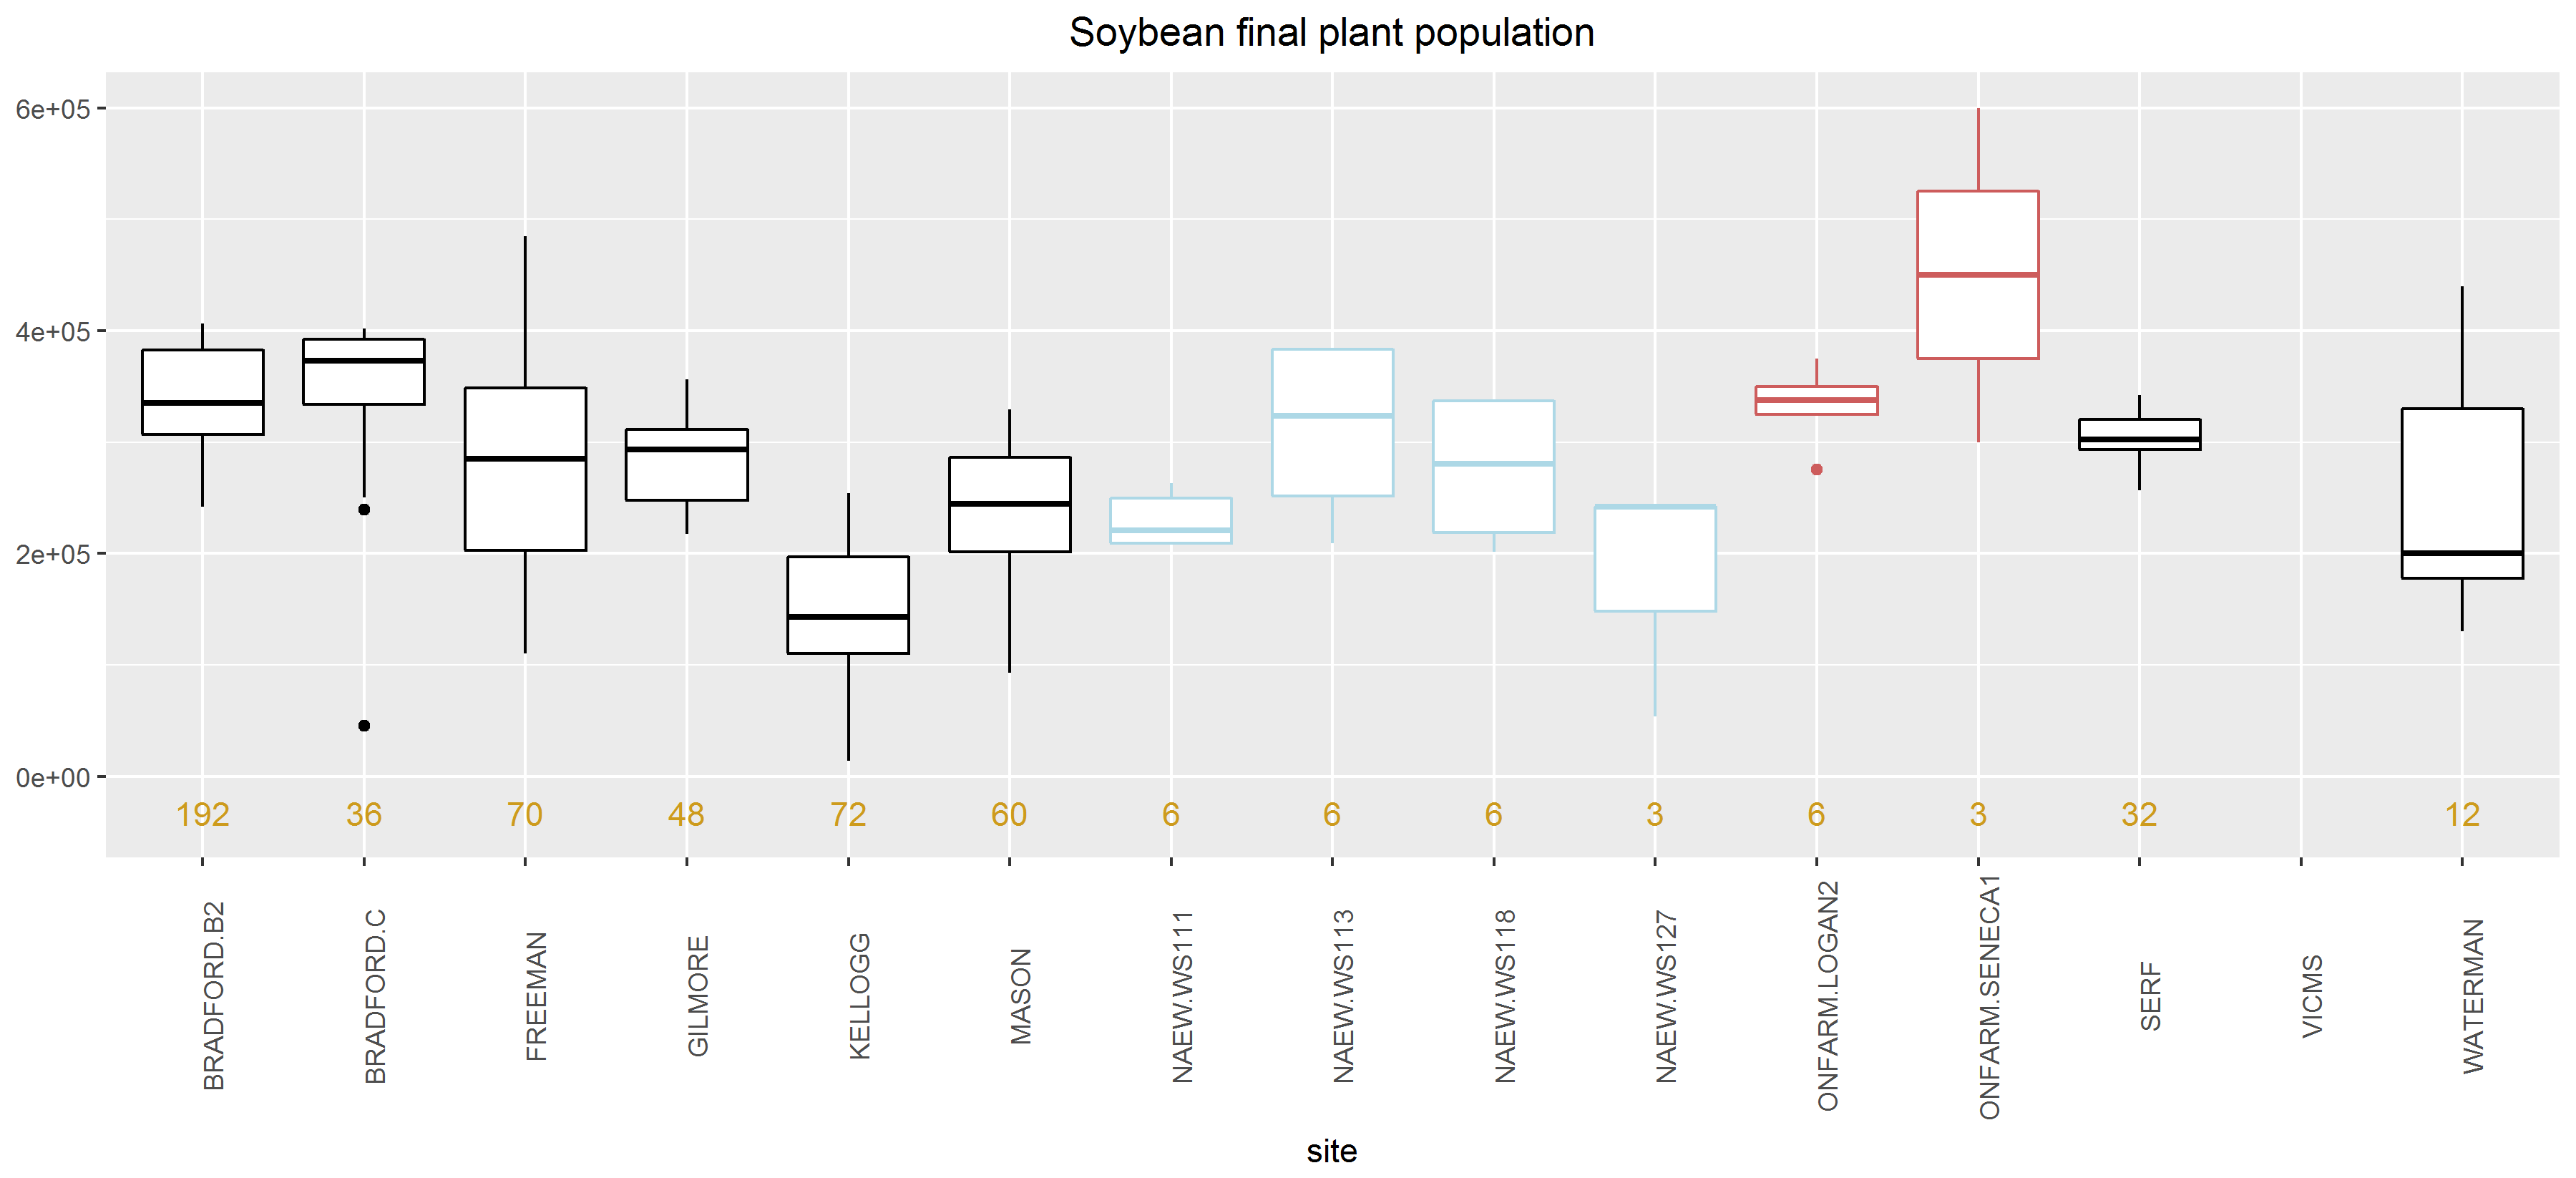 Soybean final plant population
6e+05
4e+05
2e+05
0e+00
192 36 70 48 72 60 6 6 6 3 6 3 32 12
BRADFORD.B2
BRADFORD.C
FREEMAN
GILMORE
KELLOGG
MASON
NAEW.WS111
NAEW.WS113
NAEW.WS118
NAEW.WS127
ONFARM.LOGAN2
ONFARM.SENECA1
SERF
VICMS
WATERMAN
site